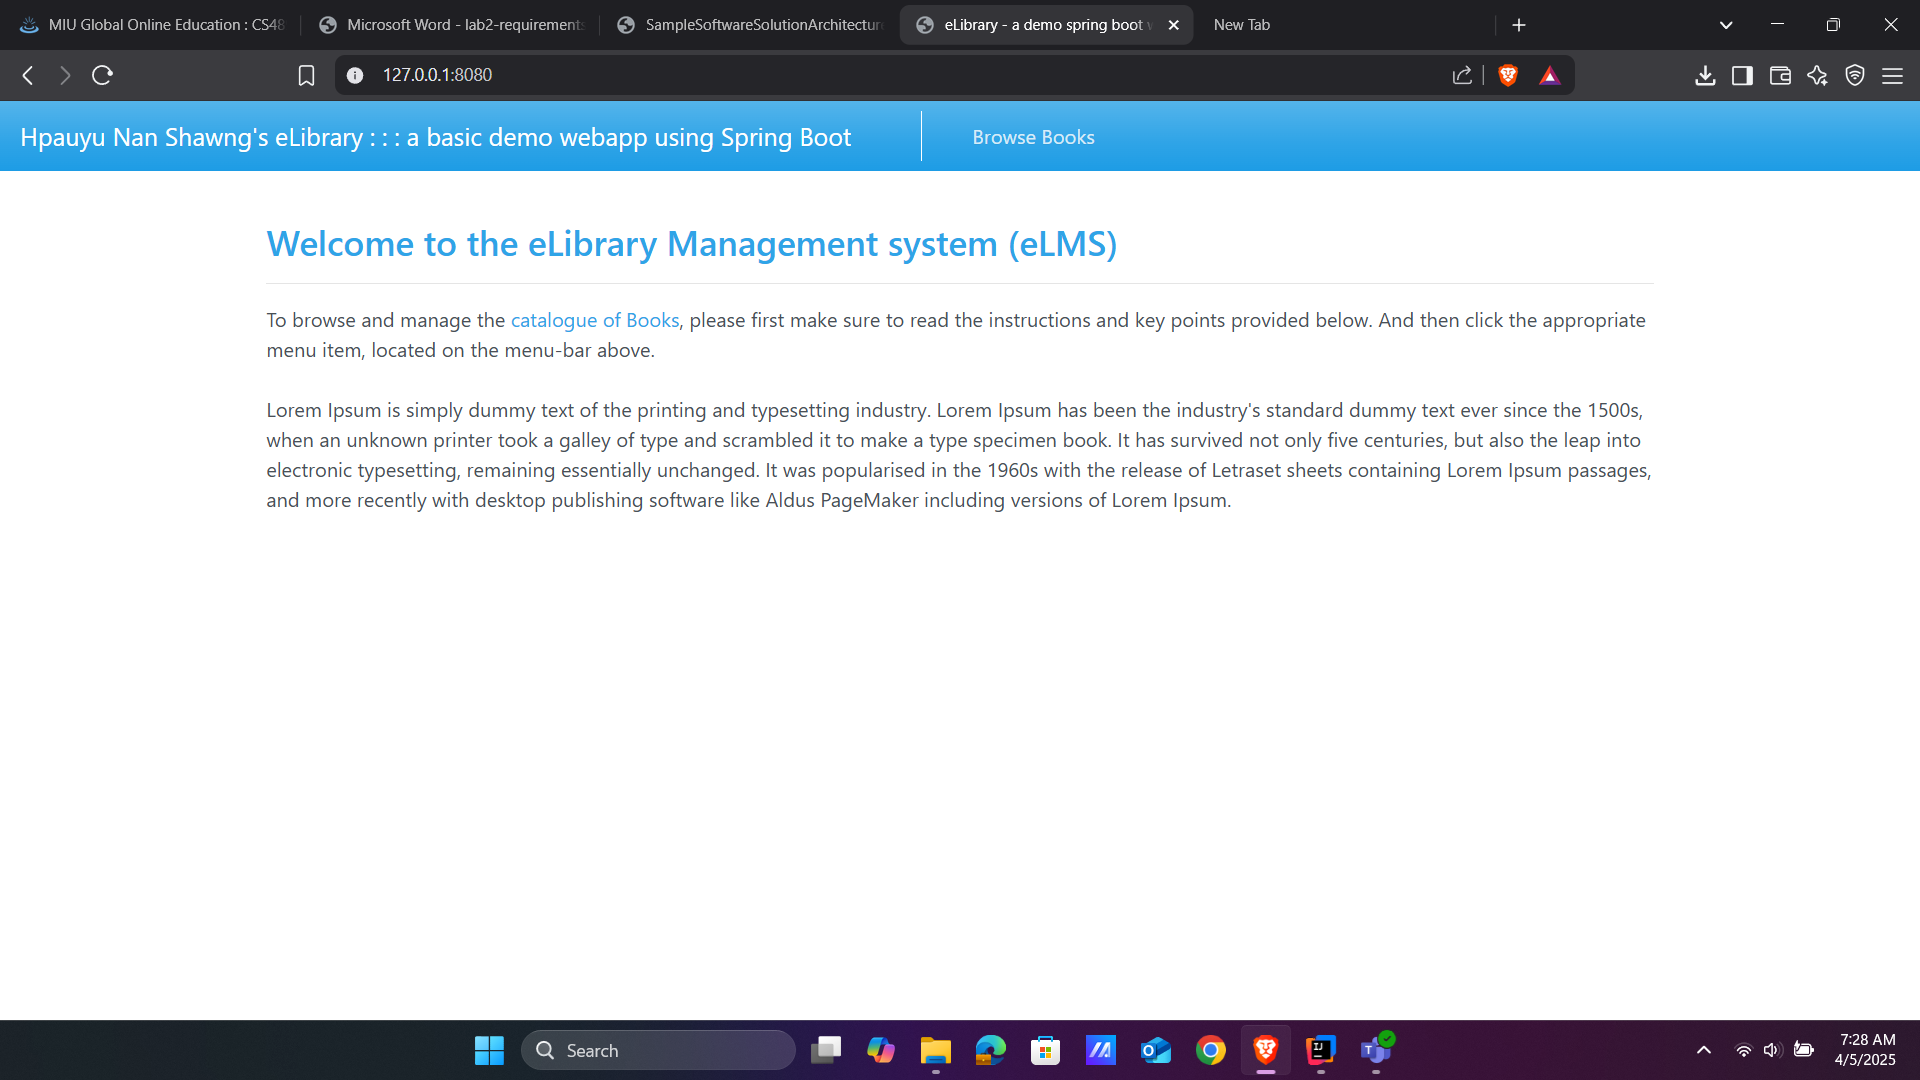 MIU Global Online Education : CS48
Microsoft Word - lab2-requirements
SampleSoftwareSolutionArchitecture
eLibrary - a demo spring boot w
New Tab
127.0.0.1:8080
Hpauyu Nan Shawng's eLibrary : : : a basic demo webapp using Spring Boot
Browse Books
Welcome to the eLibrary Management system (eLMS)
To browse and manage the catalogue of Books, please first make sure to read the instructions and key points provided below. And then click the appropriate
menu item, located on the menu-bar above.
Lorem Ipsum is simply dummy text of the printing and typesetting industry. Lorem Ipsum has been the industry's standard dummy text ever since the 1500s,
when an unknown printer took a galley of type and scrambled it to make a type specimen book. It has survived not only five centuries, but also the leap into
electronic typesetting, remaining essentially unchanged. It was popularised in the 1960s with the release of Letraset sheets containing Lorem Ipsum passages,
and more recently with desktop publishing software like Aldus PageMaker including versions of Lorem Ipsum.
Search
7:28 AM
4/5/2025